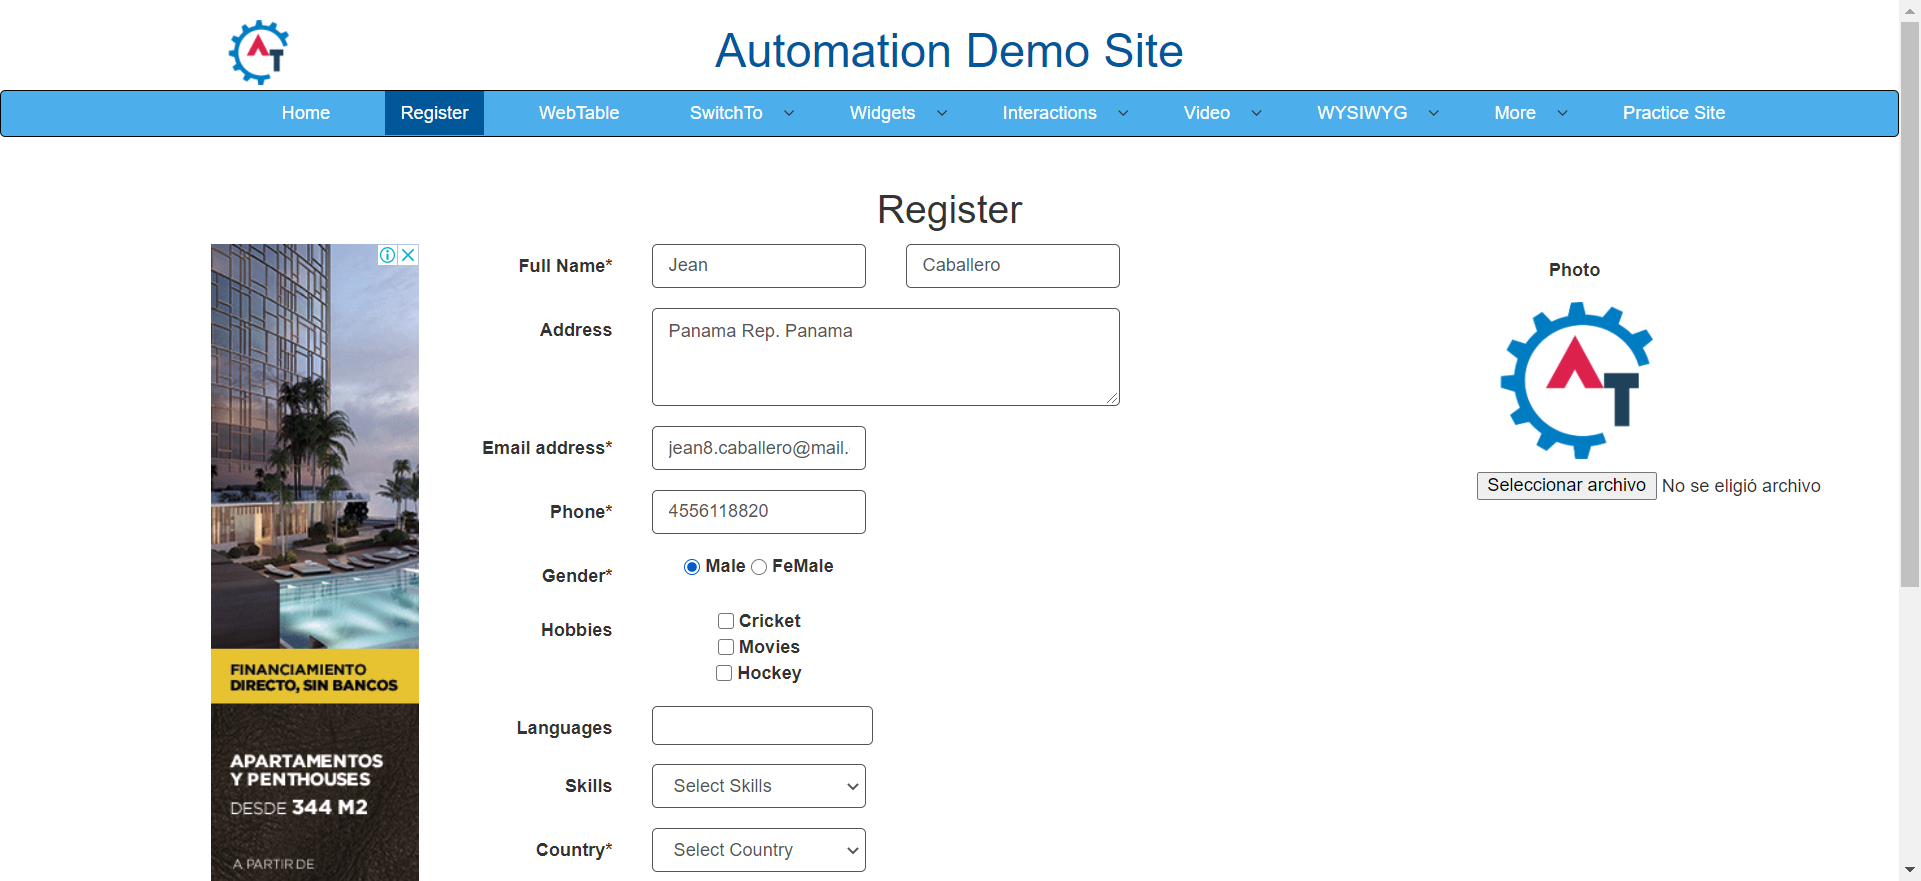 AT
Automation Demo Site
Home Register WebTable SwitchTo Widgets Interactions Video WYSIWYG More Practice Site
Register
Full Name* Jean Caballero
Address Panama Rep. Panama
Email address* jean8.caballero@mail.
Phone* 4556118820
Gender* Male FeMale
Hobbies Cricket
Movies
Hockey
Languages
Skills Select Skills
Country* Select Country
Photo
AT
Seleccionar archivo No se eligió archivo
FINANCIAMIENTO
DIRECTO, SIN BANCOS
APARTAMENTOS
Y PENTHOUSES
DESDE 344 M2
A PARTIR DE